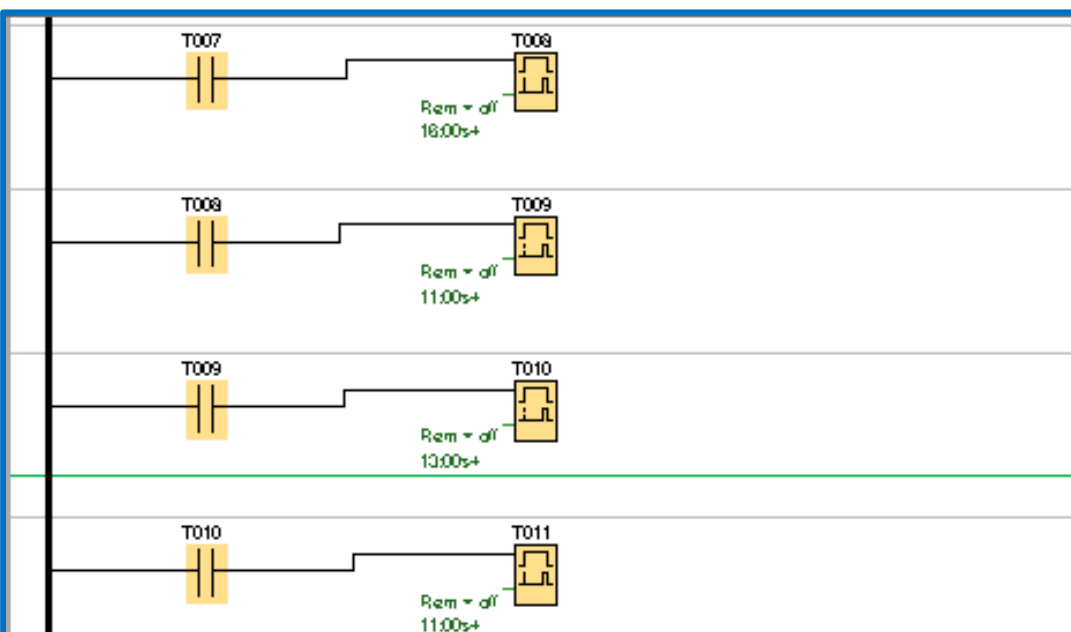 T007 T008
Rem = off
16:00s+
T008 T009
Rem = off
11:00s+
T009 T010
Rem = off
13:00s+
T010 T011
Rem = off
11:00s+